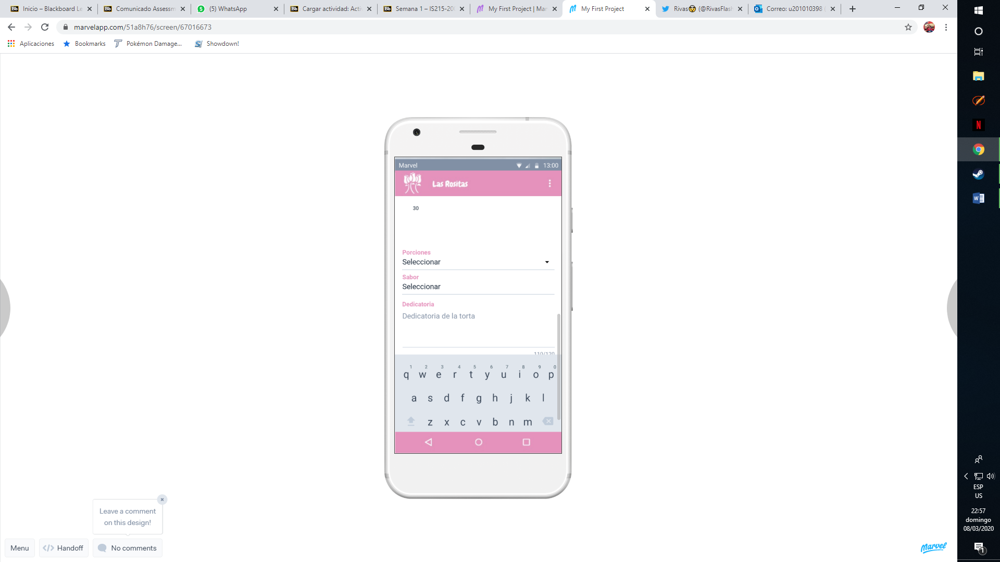 Inicio – Blackboard Le
Comunicado Assessm
(5) WhatsApp
Cargar actividad: Acti
Semana 1 – IS215-20
My First Project | Mar
My First Project
Rivas (@RivasFlash
Correo: u201010398
marvelapp.com/51a8h76/screen/67016673
Aplicaciones
Bookmarks
Pokémon Damage...
Showdown!
Marvel
13:00
Las Rositas
30
Porciones
Seleccionar
Sabor
Seleccionar
Dedicatoria
Dedicatoria de la torta
110/120
1 2 3 4 5 6 7 8 9 0
q w e r t y u i o p
a s d f g h j k l
z x c v b n m
Leave a comment
on this design!
Menu
</> Handoff
No comments
Marvel
ESP
US
22:57
domingo
08/03/2020
1